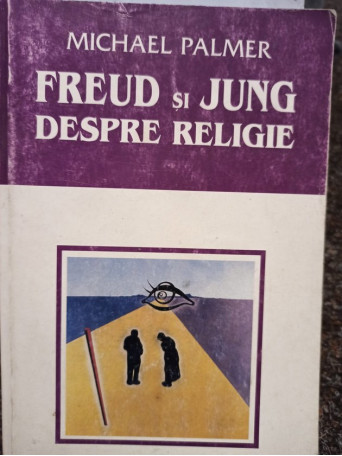 MICHAEL PALMER
FREUD ȘI JUNG
DESPRE RELIGIE